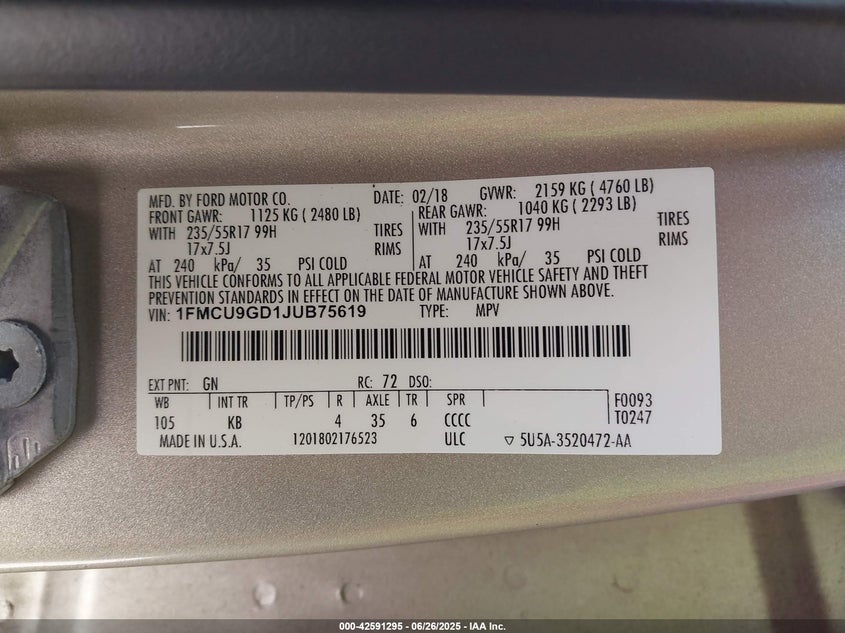 MFD. BY FORD MOTOR CO. DATE: 02/18 GVWR: 2159 KG ( 4760 LB)
FRONT GAWR: 1125 KG ( 2480 LB) REAR GAWR: 1040 KG ( 2293 LB)
WITH 235/55R17 99H TIRES WITH 235/55R17 99H TIRES
17x7.5J RIMS 17x7.5J RIMS
AT 240 kPa/ 35 PSI COLD AT 240 kPa/ 35 PSI COLD
THIS VEHICLE CONFORMS TO ALL APPLICABLE FEDERAL MOTOR VEHICLE SAFETY AND THEFT
PREVENTION STANDARDS IN EFFECT ON THE DATE OF MANUFACTURE SHOWN ABOVE.
VIN: 1FMCU9GD1JUB75619 TYPE: MPV
EXT PNT: GN RC: 72 DSO:
WB INT TR TP/PS R AXLE TR SPR F0093
105 KB 4 35 6 CCCC T0247
MADE IN U.S.A. 1201802176523 ULC ▽ 5U5A-3520472-AA
000-42591295 - 06/26/2025 - IAA Inc.